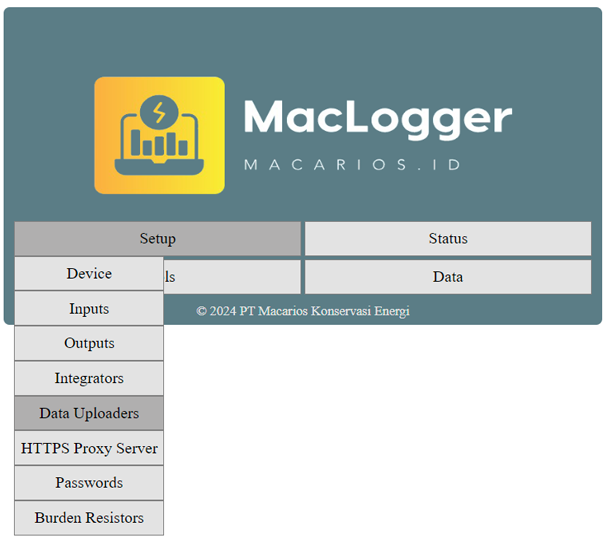 MacLogger
MACARIOS.ID
Setup
Status
Device
ls
Data
Inputs
© 2024 PT Macarios Konservasi Energi
Outputs
Integrators
Data Uploaders
HTTPS Proxy Server
Passwords
Burden Resistors